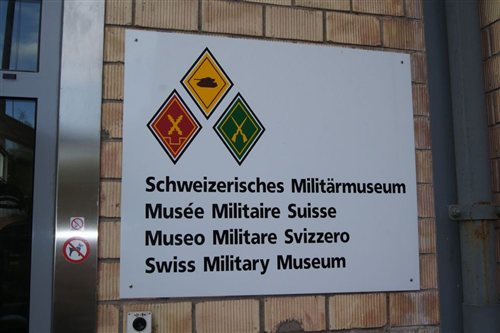 Schweizerisches Militärmuseum
Musée Militaire Suisse
Museo Militare Svizzero
Swiss Military Museum